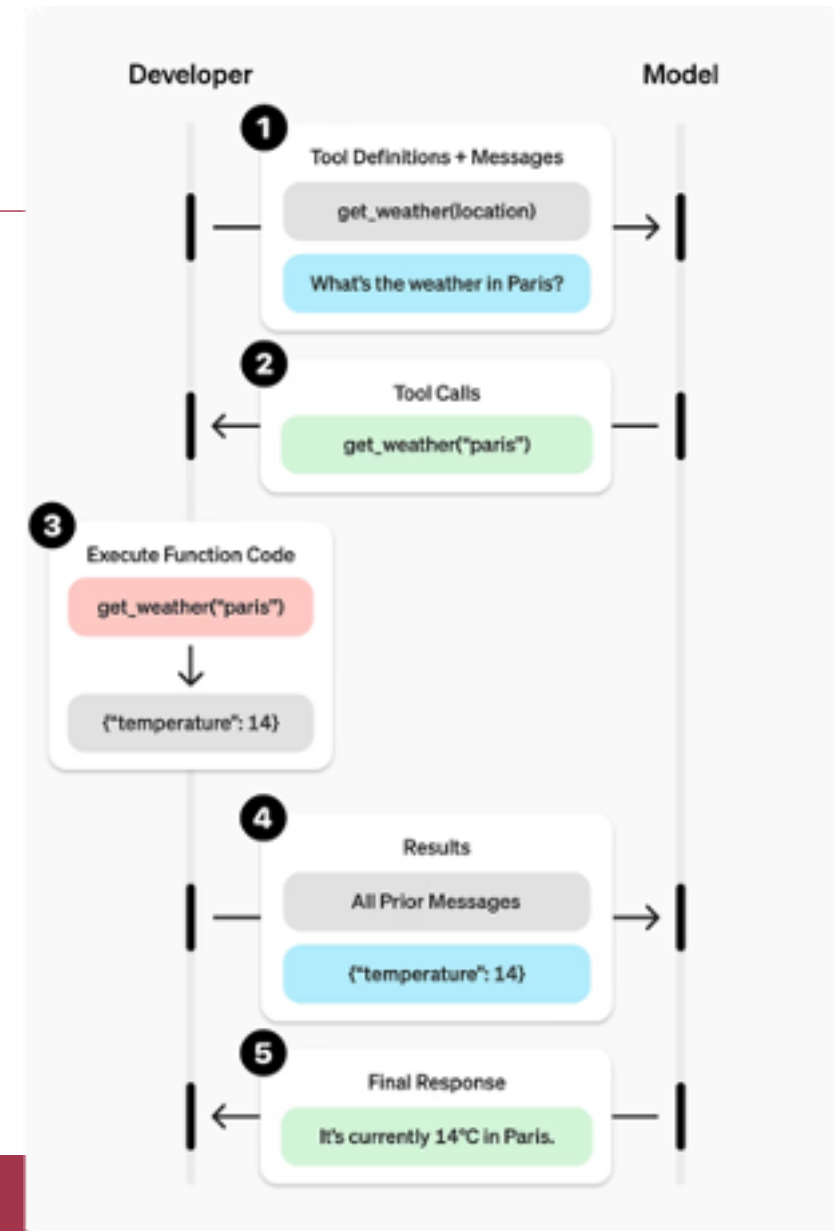 Developer
Model
1
Tool Definitions + Messages
get_weather(location)
What's the weather in Paris?
2
Tool Calls
get_weather("paris")
3
Execute Function Code
get_weather("paris")
{"temperature": 14}
4
Results
All Prior Messages
{"temperature": 14}
5
Final Response
It's currently 14°C in Paris.